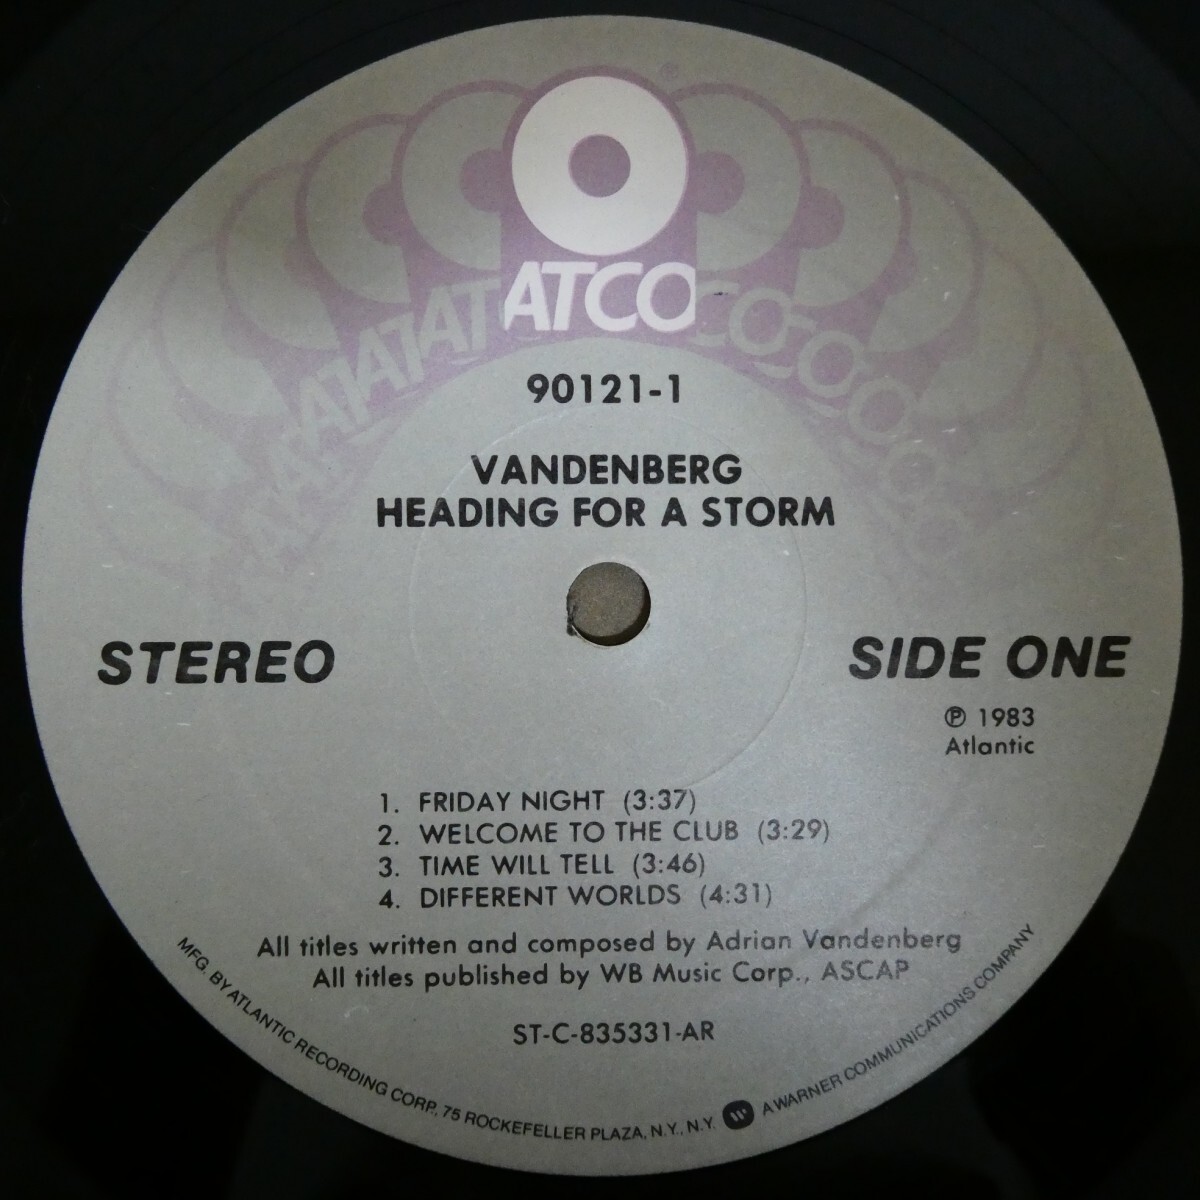 ®
ATCO
90121-1
VANDENBERG
HEADING FOR A STORM
STEREO
SIDE ONE
℗ 1983
Atlantic
1. FRIDAY NIGHT (3:37)
2. WELCOME TO THE CLUB (3:29)
3. TIME WILL TELL (3:46)
4. DIFFERENT WORLDS (4:31)
All titles written and composed by Adrian Vandenberg
All titles published by WB Music Corp., ASCAP
ST-C-835331-AR
MFG. BY ATLANTIC RECORDING CORP., 75 ROCKEFELLER PLAZA, N.Y., N.Y. A WARNER COMMUNICATIONS COMPANY